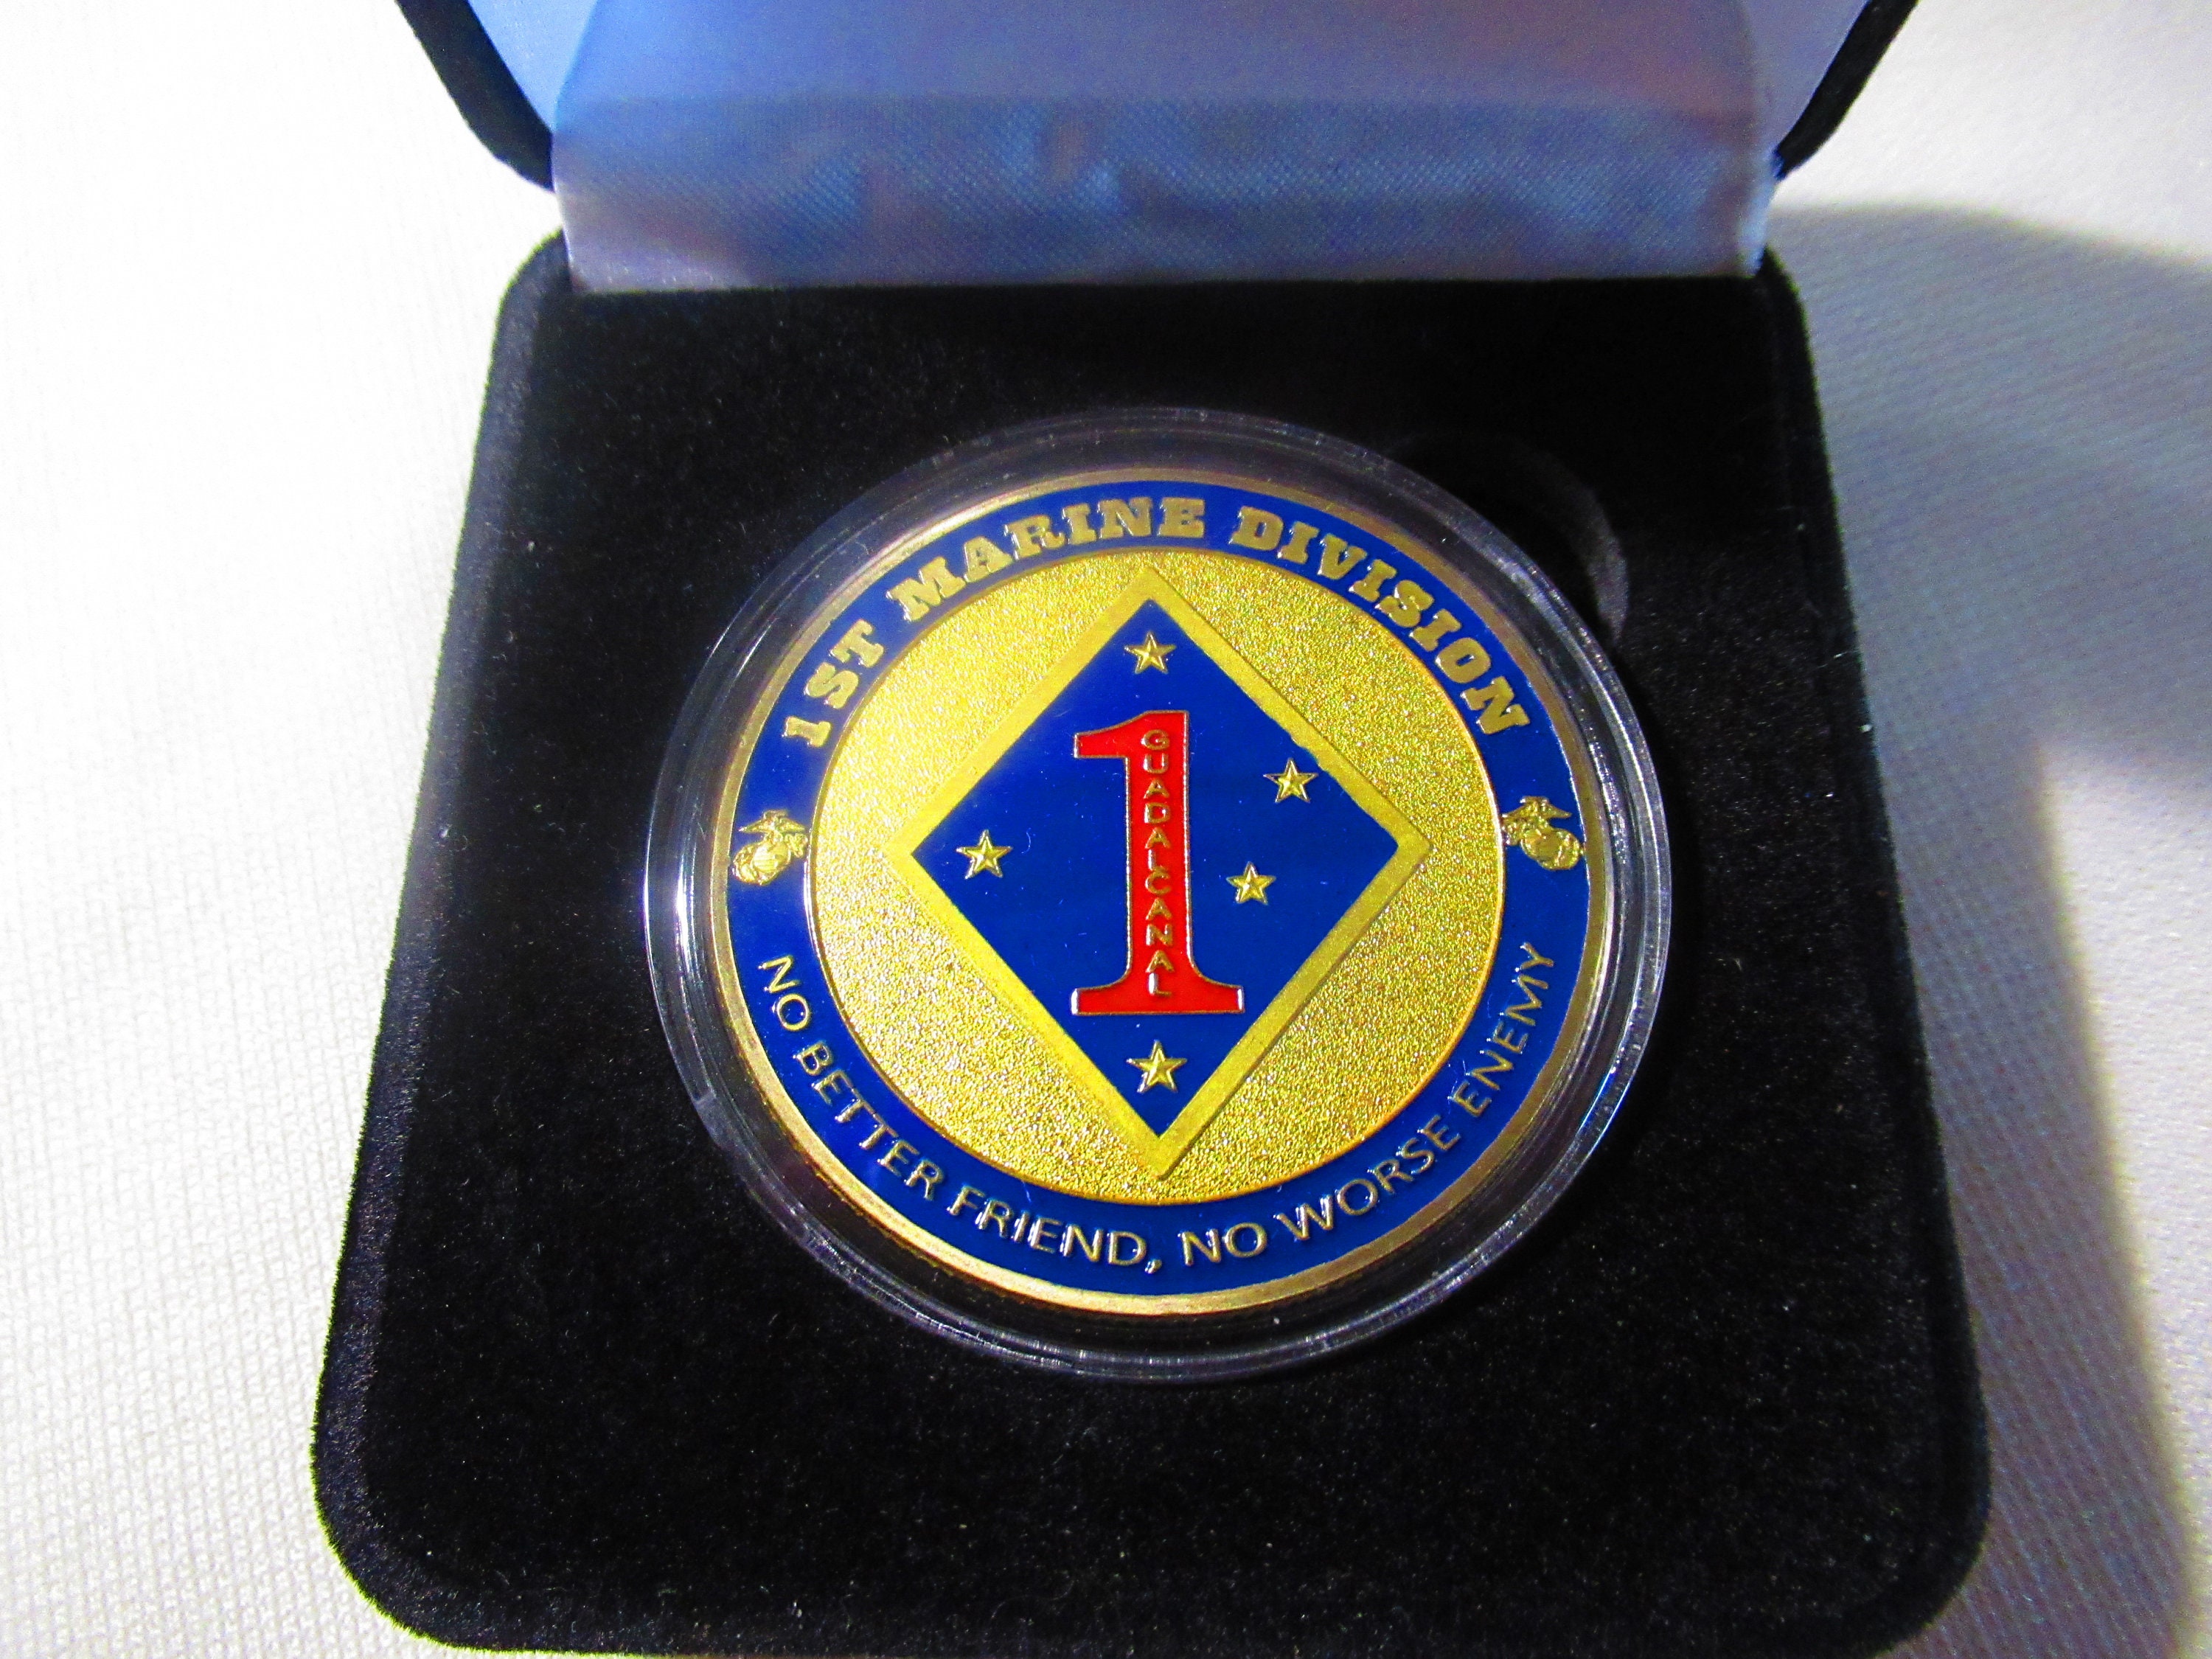 1ST MARINE DIVISION
1
GUADALCANAL
NO BETTER FRIEND, NO WORSE ENEMY